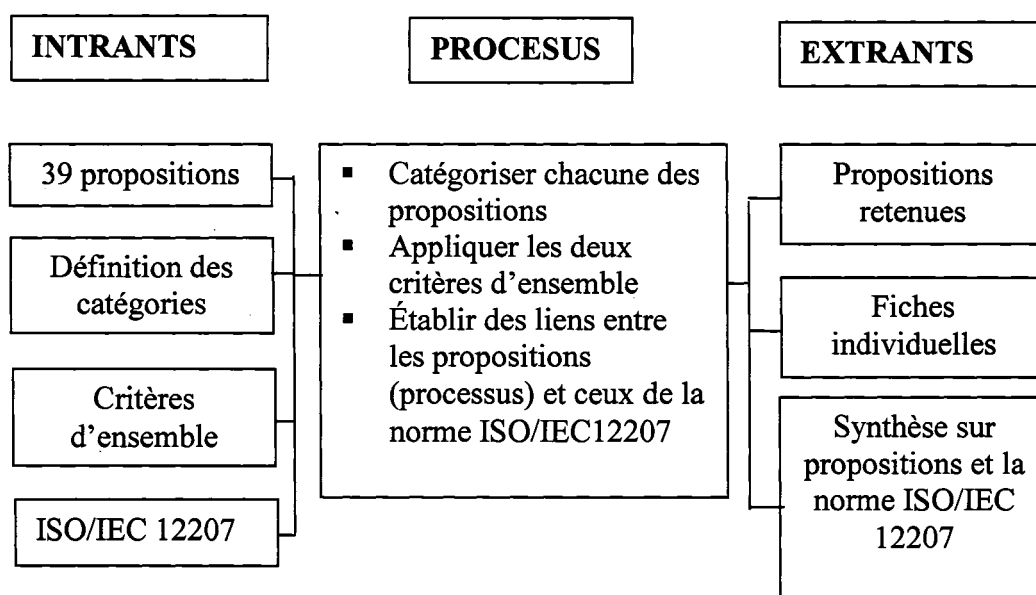 INTRANTS
PROCESUS
EXTRANTS
39 propositions
Définition des
catégories
Critères
d'ensemble
ISO/IEC 12207
▪ Catégoriser chacune des
propositions
▪ Appliquer les deux
critères d'ensemble
▪ Établir des liens entre
les propositions
(processus) et ceux de la
norme ISO/IEC12207
Propositions
retenues
Fiches
individuelles
Synthèse sur
propositions et la
norme ISO/IEC
12207